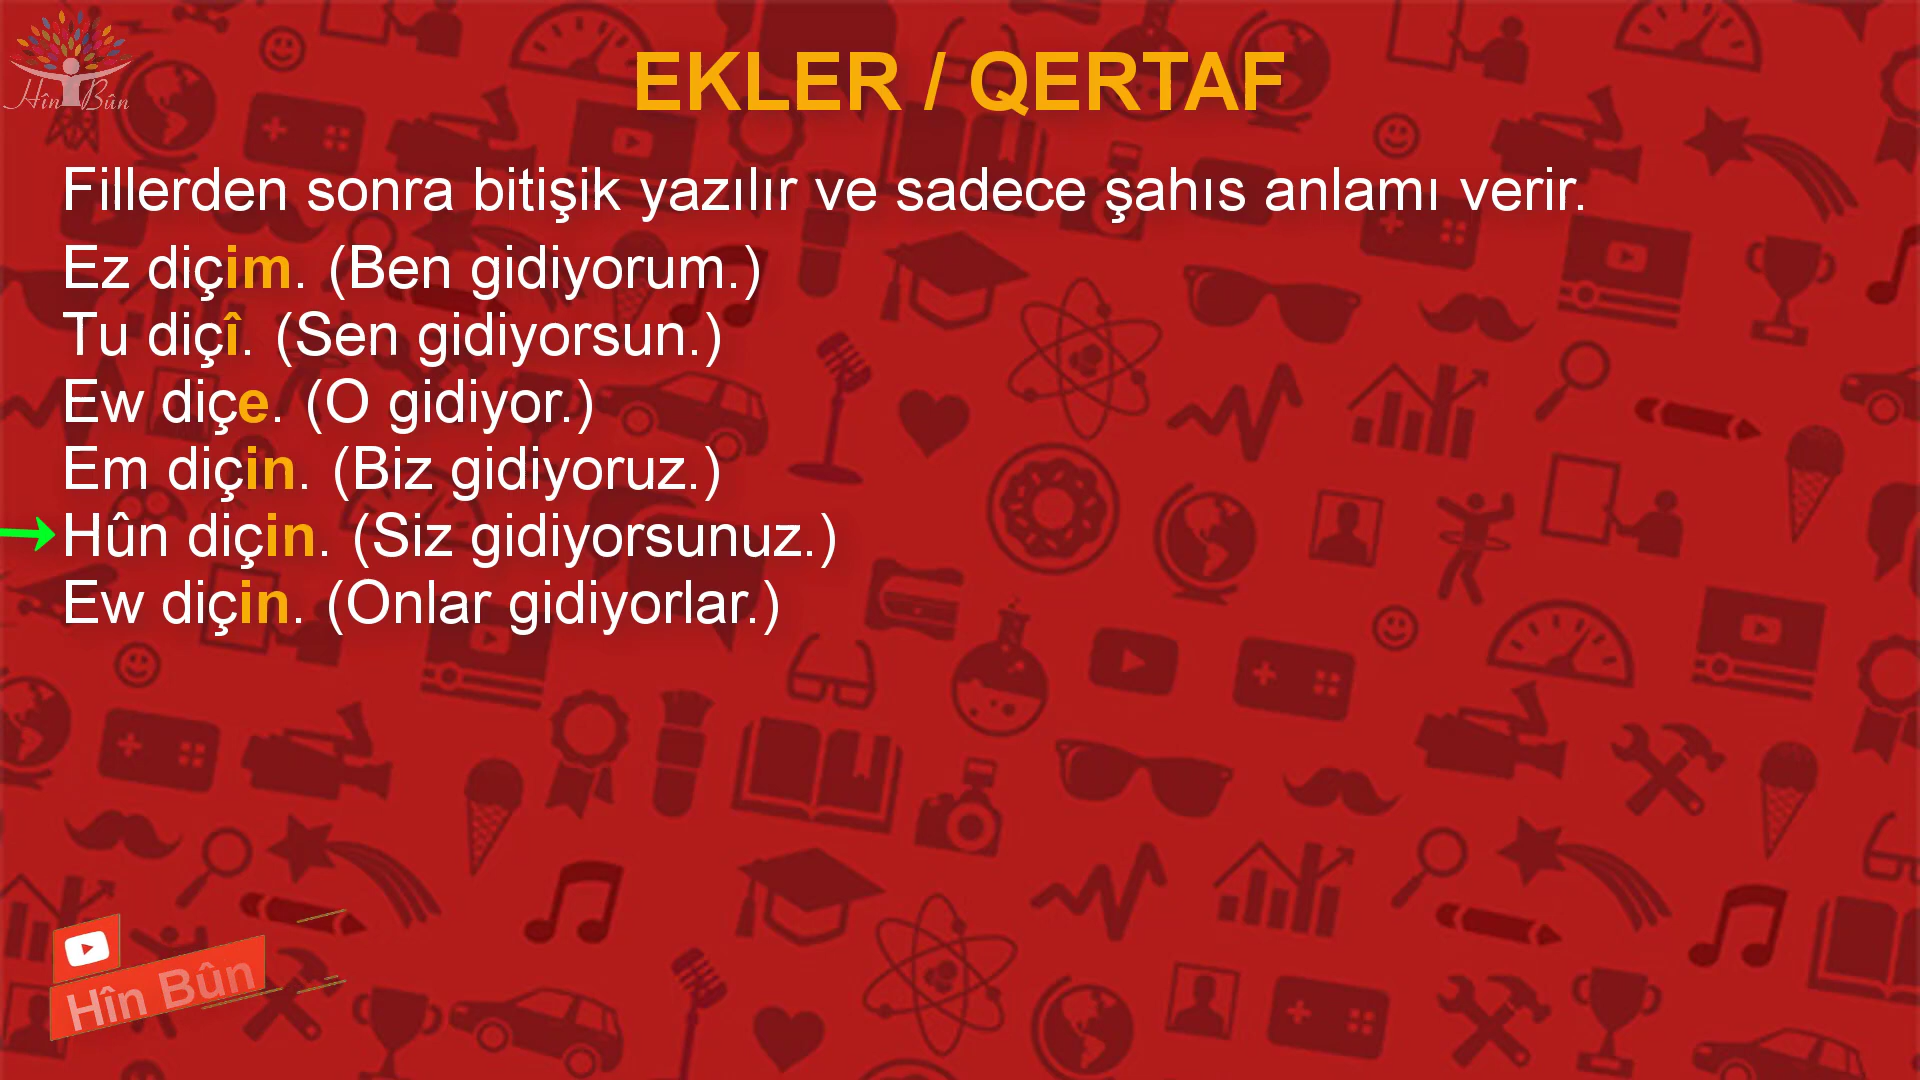 Hîn Bûn
EKLER / QERTAF
Fillerden sonra bitişik yazılır ve sadece şahıs anlamı verir.
Ez diçim. (Ben gidiyorum.)
Tu diçî. (Sen gidiyorsun.)
Ew diçe. (O gidiyor.)
Em diçin. (Biz gidiyoruz.)
Hûn diçin. (Siz gidiyorsunuz.)
Ew diçin. (Onlar gidiyorlar.)
Hîn Bûn